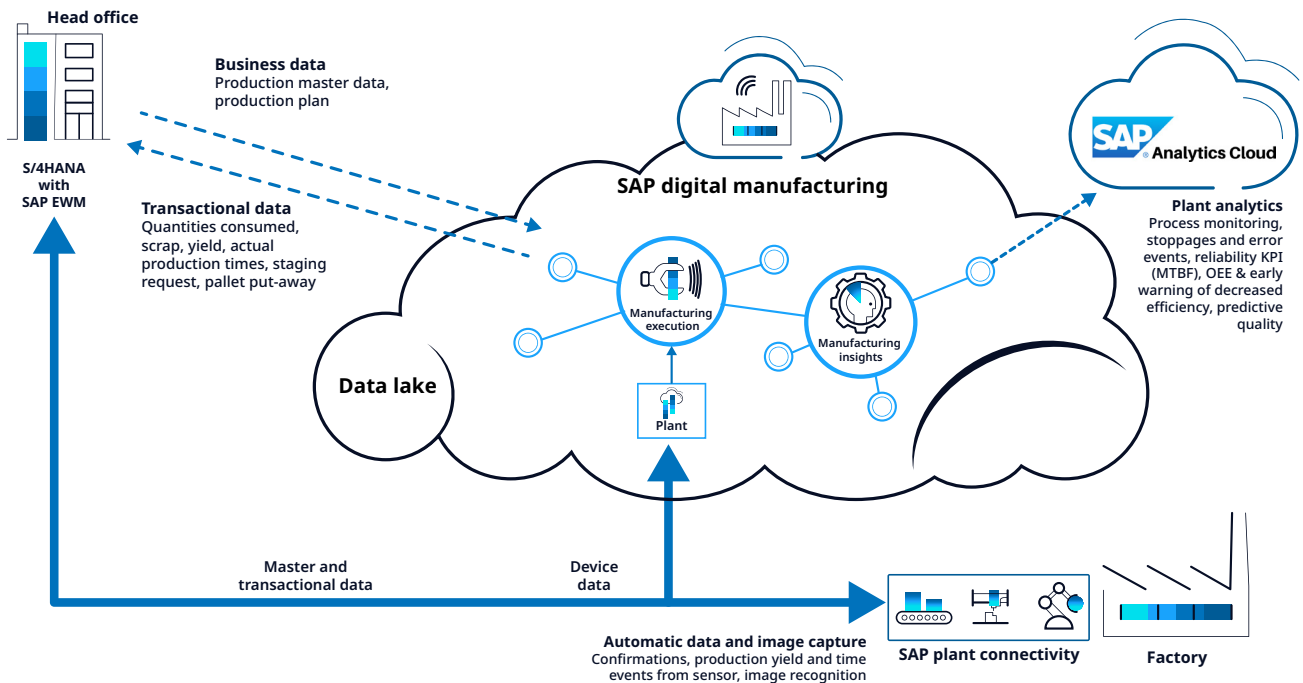 Head office
S/4HANA
with
SAP EWM
Business data
Production master data,
production plan
Transactional data
Quantities consumed,
scrap, yield, actual
production times, staging
request, pallet put-away
SAP digital manufacturing
Manufacturing
execution
Manufacturing
insights
Data lake
Plant
SAP
®
Analytics Cloud
Plant analytics
Process monitoring,
stoppages and error
events, reliability KPI
(MTBF), OEE & early
warning of decreased
efficiency, predictive
quality
Master and
transactional data
Device
data
Automatic data and image capture
Confirmations, production yield and time
events from sensor, image recognition
SAP plant connectivity
Factory